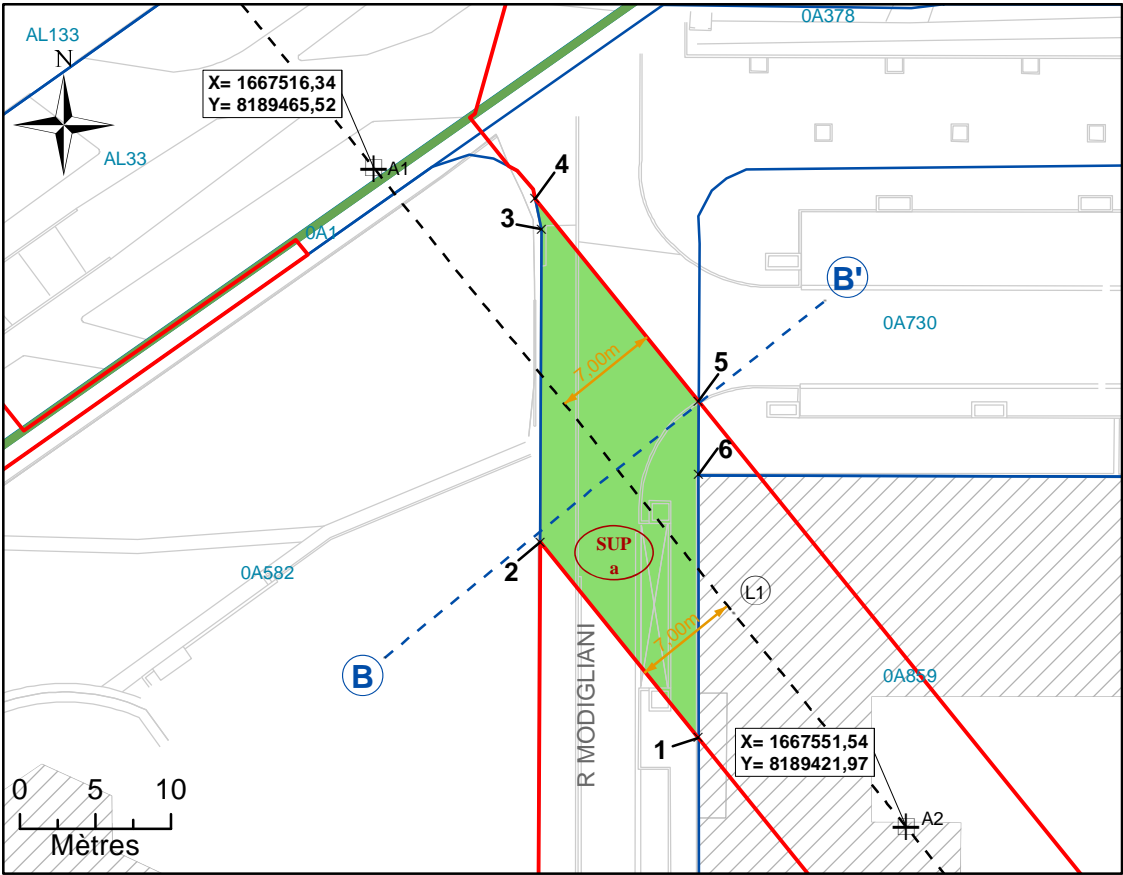 0A378
AL133
N
X= 1667516,34
Y= 8189465,52
AL33
A1
4
3
0A1
B'
0A730
7,00m
5
6
SUP
a
2
0A582
L1
7,00m
B
R MODIGLIANI
0A859
1
X= 1667551,54
Y= 8189421,97
0 5 10
Mètres
A2